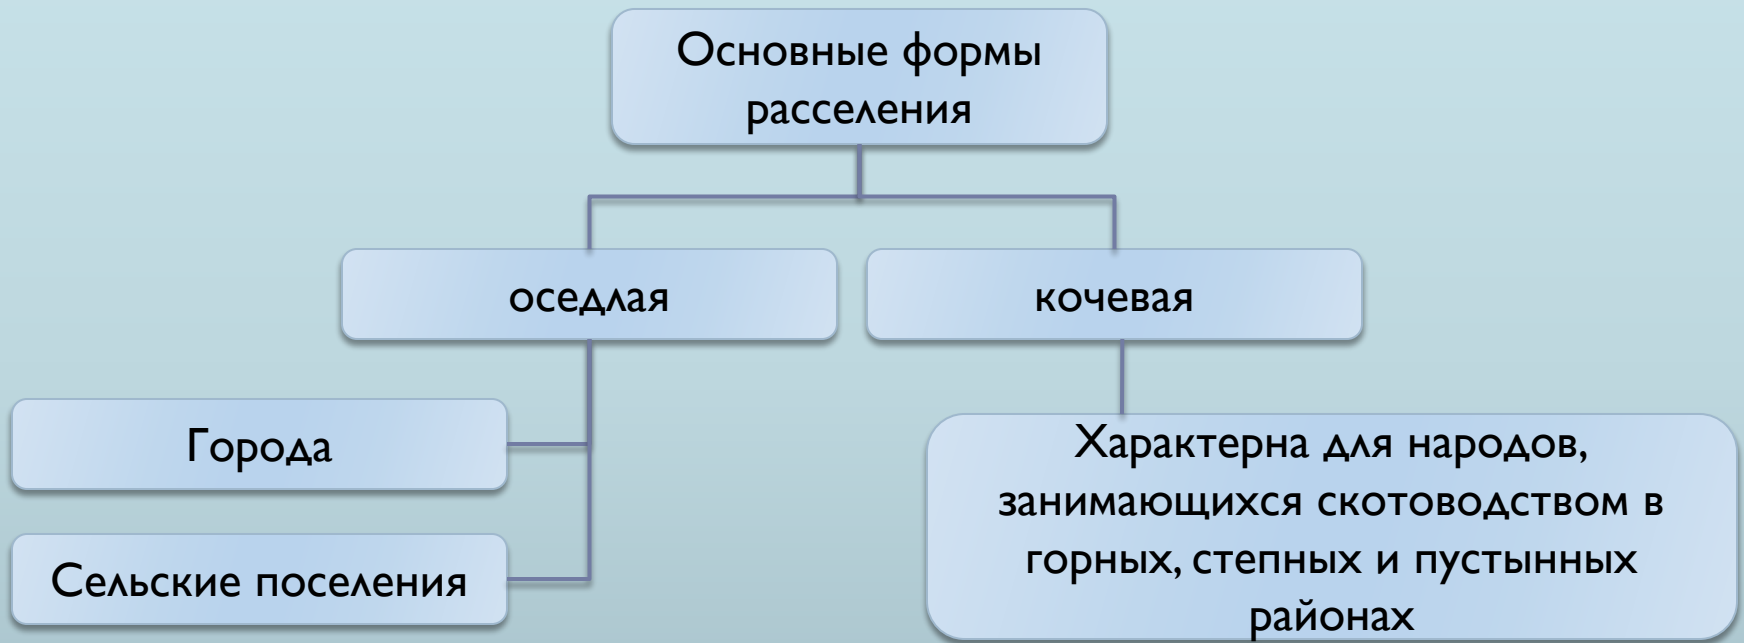 Основные формы
расселения
оседлая
кочевая
Города
Сельские поселения
Характерна для народов,
занимающихся скотоводством в
горных, степных и пустынных
районах